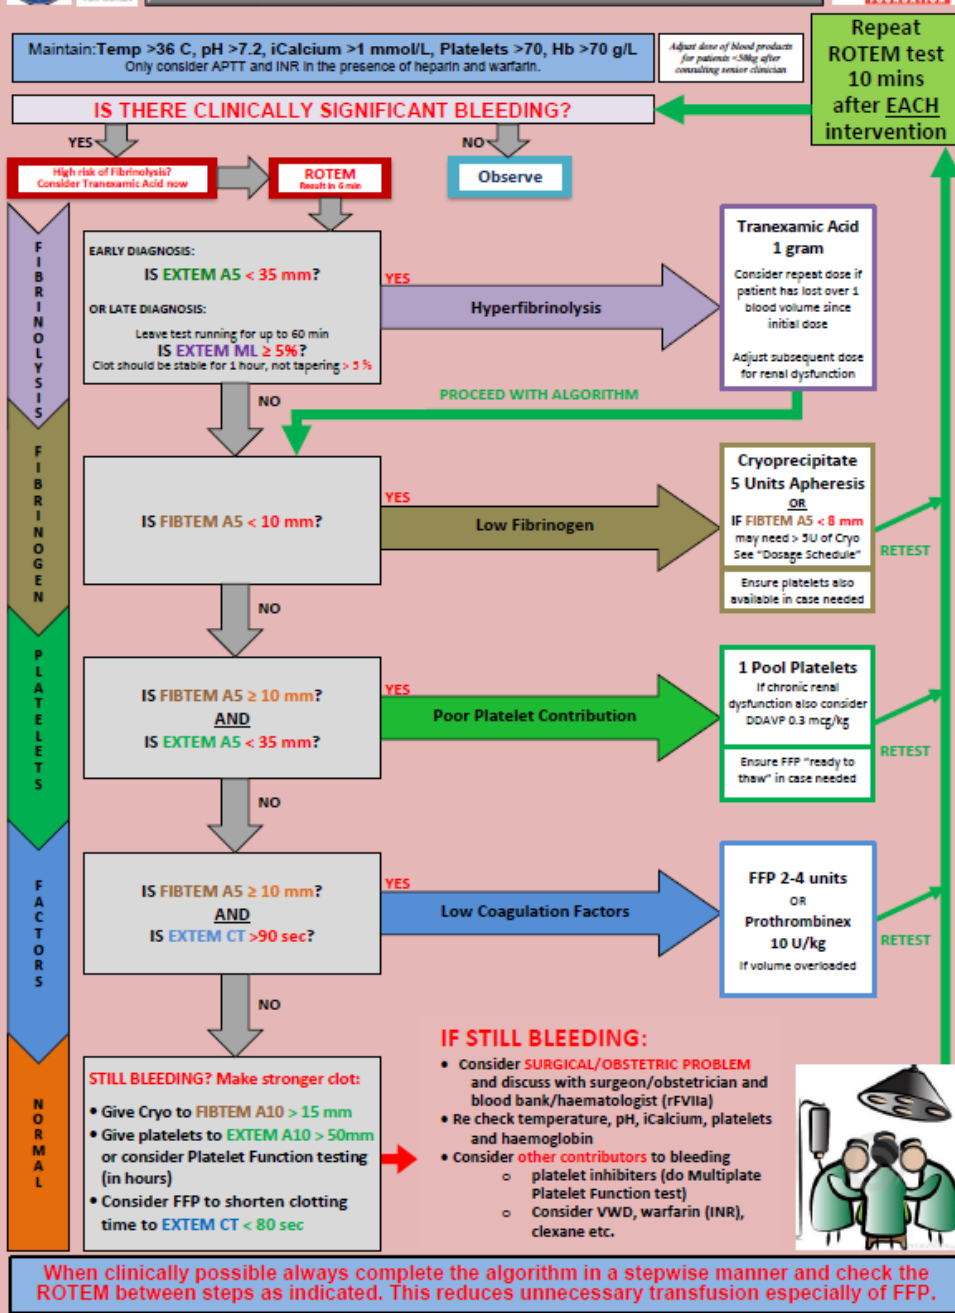 Maintain:Temp >36 C, pH >7.2, iCalcium >1 mmol/L, Platelets >70, Hb >70 g/L
Only consider APTT and INR in the presence of heparin and warfarin.
Adjust dose of blood products
for patients <50kg after
consulting senior clinician
Repeat
ROTEM test
10 mins
after EACH
intervention
IS THERE CLINICALLY SIGNIFICANT BLEEDING?
YES
NO
High risk of Fibrinolysis?
Consider Tranexamic Acid now
ROTEM
Result in 6 min
Observe
FIBRINOLYSIS
EARLY DIAGNOSIS:
IS EXTEM A5 < 35 mm?
OR LATE DIAGNOSIS:
Leave test running for up to 60 min
IS EXTEM ML ≥ 5%?
Clot should be stable for 1 hour, not tapering > 5 %
YES
Hyperfibrinolysis
Tranexamic Acid
1 gram
Consider repeat dose if
patient has lost over 1
blood volume since
initial dose
Adjust subsequent dose
for renal dysfunction
NO
PROCEED WITH ALGORITHM
FIBRINOGEN
IS FIBTEM A5 < 10 mm?
YES
Low Fibrinogen
Cryoprecipitate
5 Units Apheresis
OR
IF FIBTEM A5 < 8 mm
may need > 5U of Cryo
See "Dosage Schedule"
Ensure platelets also
available in case needed
RETEST
NO
PLATELETS
IS FIBTEM A5 ≥ 10 mm?
AND
IS EXTEM A5 < 35 mm?
YES
Poor Platelet Contribution
1 Pool Platelets
If chronic renal
dysfunction also consider
DDAVP 0.3 mcg/kg
Ensure FFP "ready to
thaw" in case needed
RETEST
NO
FACTORS
IS FIBTEM A5 ≥ 10 mm?
AND
IS EXTEM CT >90 sec?
YES
Low Coagulation Factors
FFP 2-4 units
OR
Prothrombinex
10 U/kg
If volume overloaded
RETEST
NO
NORMAL
STILL BLEEDING? Make stronger clot:
• Give Cryo to FIBTEM A10 > 15 mm
• Give platelets to EXTEM A10 > 50mm
or consider Platelet Function testing
(in hours)
• Consider FFP to shorten clotting
time to EXTEM CT < 80 sec
IF STILL BLEEDING:
• Consider SURGICAL/OBSTETRIC PROBLEM
and discuss with surgeon/obstetrician and
blood bank/haematologist (rFVIIa)
• Re check temperature, pH, iCalcium, platelets
and haemoglobin
• Consider other contributors to bleeding
o platelet inhibiters (do Multiplate
Platelet Function test)
o Consider VWD, warfarin (INR),
clexane etc.
When clinically possible always complete the algorithm in a stepwise manner and check the
ROTEM between steps as indicated. This reduces unnecessary transfusion especially of FFP.